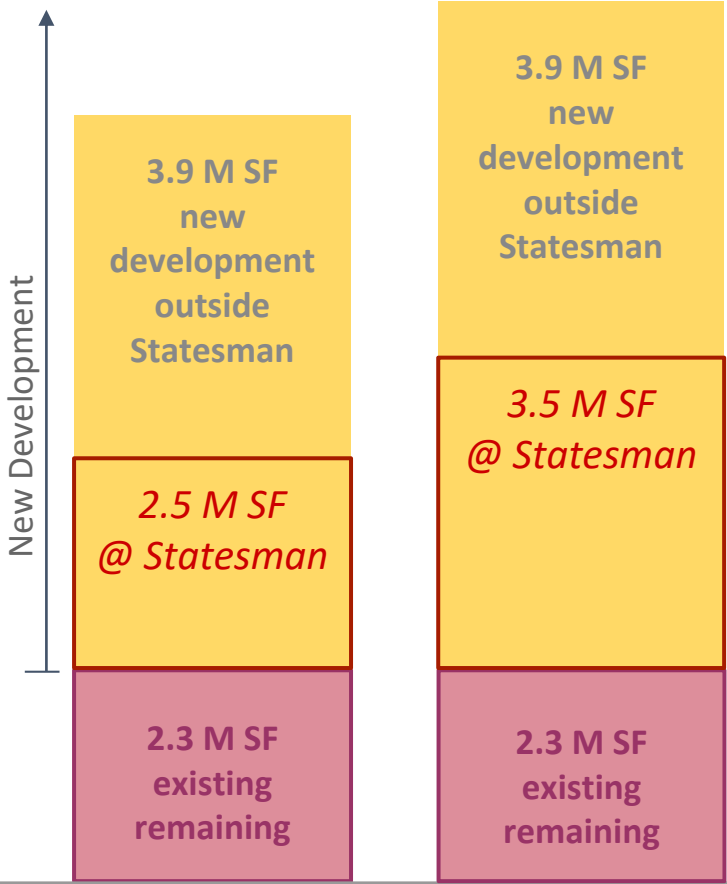 New Development
3.9 M SF
new
development
outside
Statesman
2.5 M SF
@ Statesman
2.3 M SF
existing
remaining
3.9 M SF
new
development
outside
Statesman
3.5 M SF
@ Statesman
2.3 M SF
existing
remaining